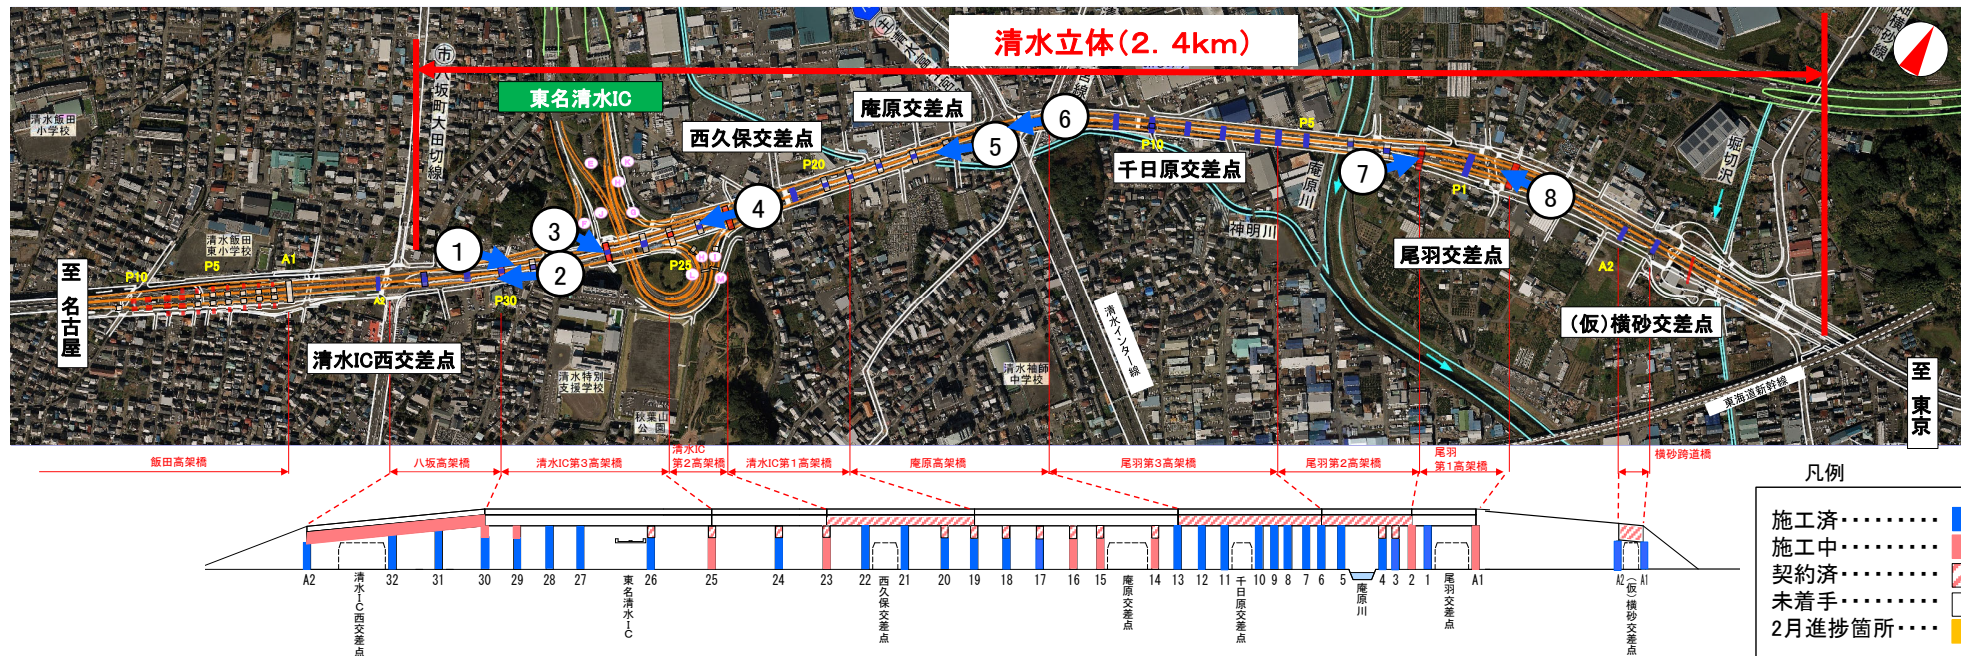 清水立体(2．4km)
東名清水IC
庵原交差点
西久保交差点
千日原交差点
尾羽交差点
(仮)横砂交差点
清水IC西交差点
至 名古屋
至 東京
市
八坂町大田切線
主
畑横砂線
堀切沢
庵原川
神明川
清水インター線
東海道新幹線
清水飯田
小学校
清水飯田
東小学校
清水特別
支援学校
秋葉山
公園
清水袖師
中学校
1
2
3
4
5
6
7
8
P10
P5
A1
A2
P30
P25
P20
P10
P5
P1
A2
E
K
H
J
F
G
H
I
L
M
飯田高架橋
八坂高架橋
清水IC第3高架橋
清水IC
第2高架橋
清水IC第1高架橋
庵原高架橋
尾羽第3高架橋
尾羽第2高架橋
尾羽
第1高架橋
横砂跨道橋
A2
清水IC西交差点
32
31
30
29
28
27
東名清水IC
26
25
24
23
22
西久保交差点
21
20
19
18
17
16
15
庵原交差点
14
13
12
11
千日原交差点
10
9
8
7
6
5
庵原川
4
3
2
1
尾羽交差点
A1
A2
(仮)横砂交差点
A1
凡例
施工済‥‥‥‥‥
施工中‥‥‥‥‥
契約済‥‥‥‥‥
未着手‥‥‥‥‥
2月進捗箇所‥‥